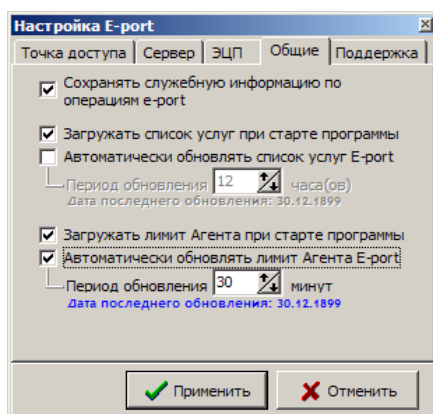 Настройка E-port
Точка доступа Сервер ЭЦП Общие Поддержка
Сохранять служебную информацию по
операциям e-port
Загружать список услуг при старте программы
Автоматически обновлять список услуг E-port
Период обновления 12 часа(ов)
Дата последнего обновления: 30.12.1899
Загружать лимит Агента при старте программы
Автоматически обновлять лимит Агента E-port
Период обновления 30 минут
Дата последнего обновления: 30.12.1899
Применить Отменить